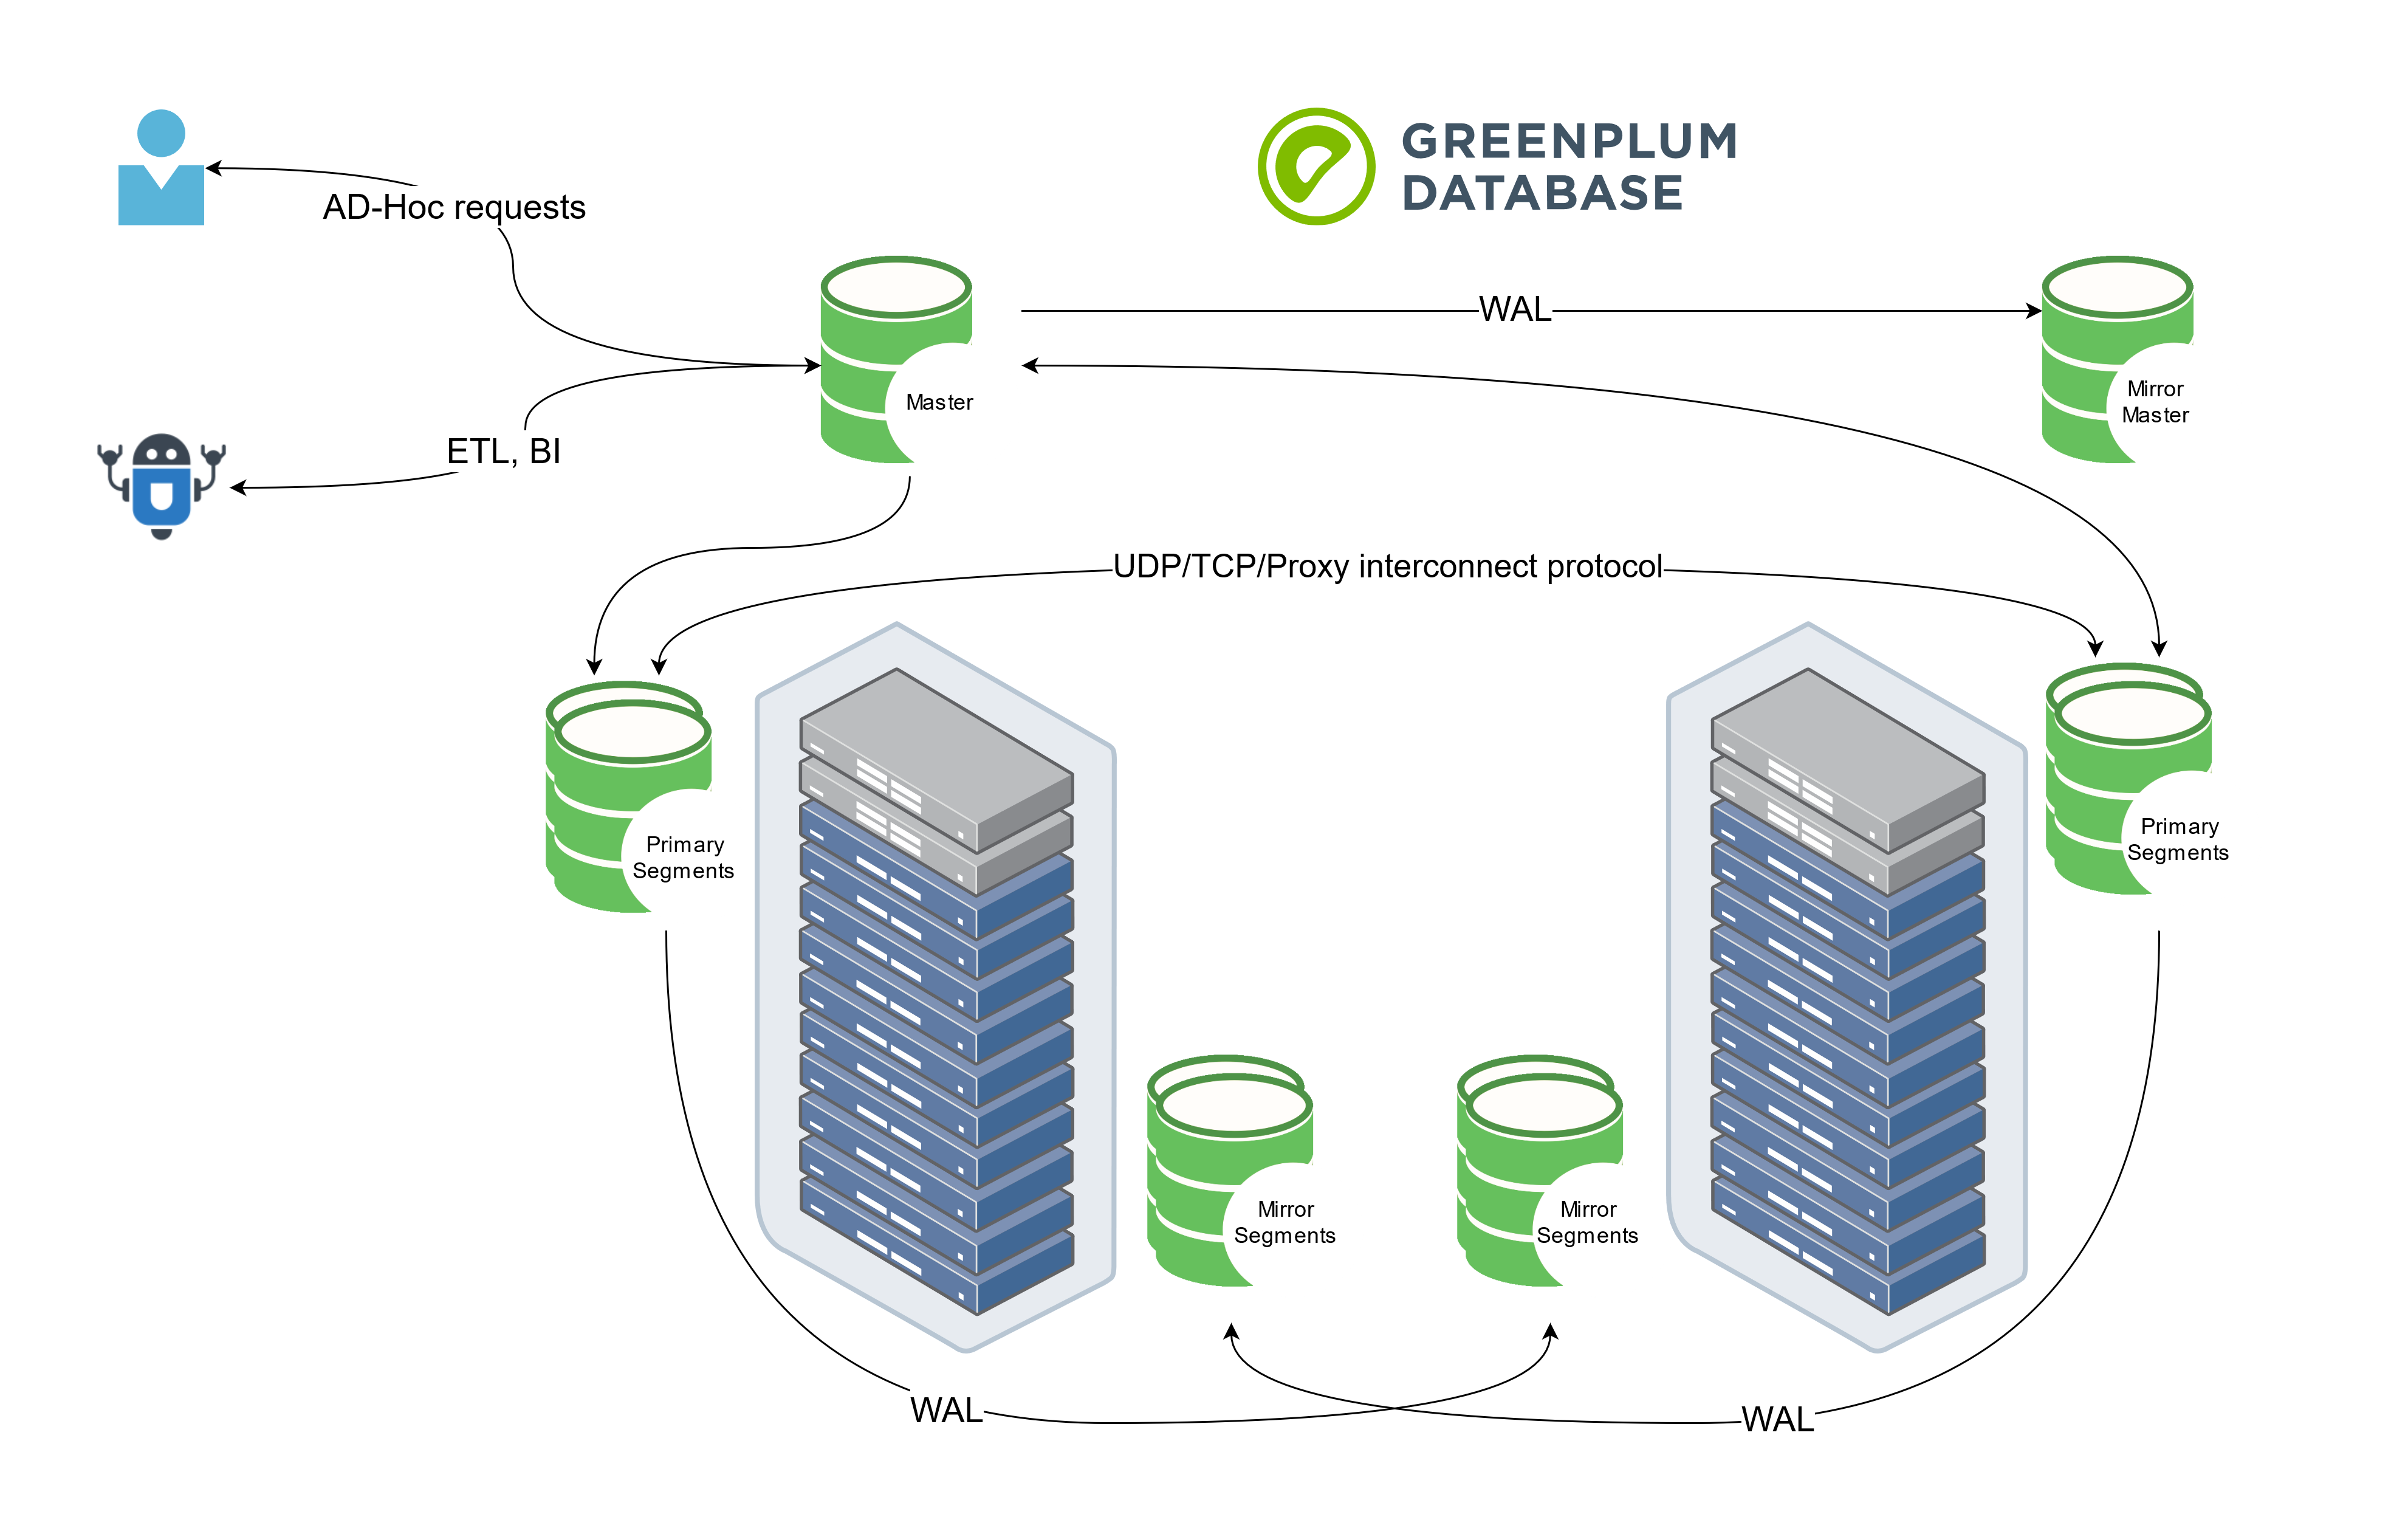 GREENPLUM
DATABASE
AD-Hoc requests
WAL
Master
Mirror
Master
ETL, BI
UDP/TCP/Proxy interconnect protocol
Primary
Segments
Primary
Segments
Mirror
Segments
Mirror
Segments
WAL
WAL